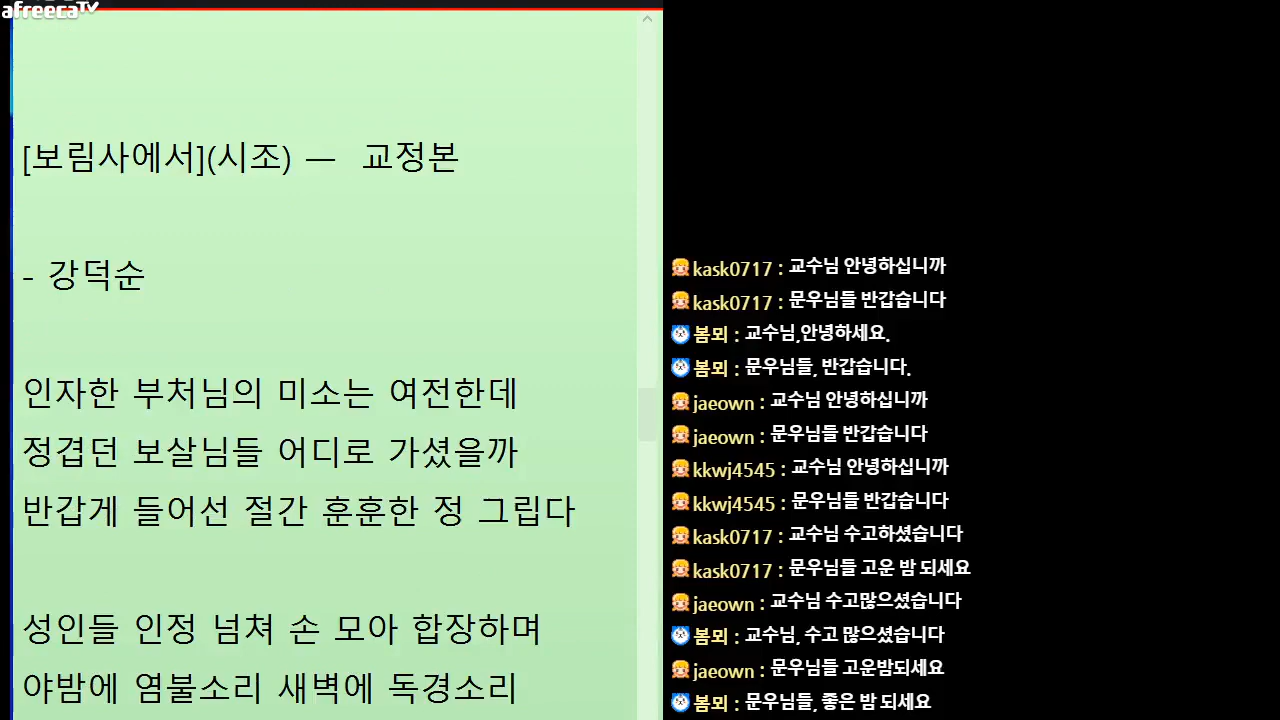 afreecaTV
[보림사에서](시조) — 교정본
- 강덕순
인자한 부처님의 미소는 여전한데
정겹던 보살님들 어디로 가셨을까
반갑게 들어선 절간 훈훈한 정 그립다
성인들 인정 넘쳐 손 모아 합장하며
야밤에 염불소리 새벽에 독경소리
kask0717 : 교수님 안녕하십니까
kask0717 : 문우님들 반갑습니다
봄뫼 : 교수님,안녕하세요.
봄뫼 : 문우님들, 반갑습니다.
jaeown : 교수님 안녕하십니까
jaeown : 문우님들 반갑습니다
kkwj4545 : 교수님 안녕하십니까
kkwj4545 : 문우님들 반갑습니다
kask0717 : 교수님 수고하셨습니다
kask0717 : 문우님들 고운 밤 되세요
jaeown : 교수님 수고많으셨습니다
봄뫼 : 교수님, 수고 많으셨습니다
jaeown : 문우님들 고운밤되세요
봄뫼 : 문우님들, 좋은 밤 되세요